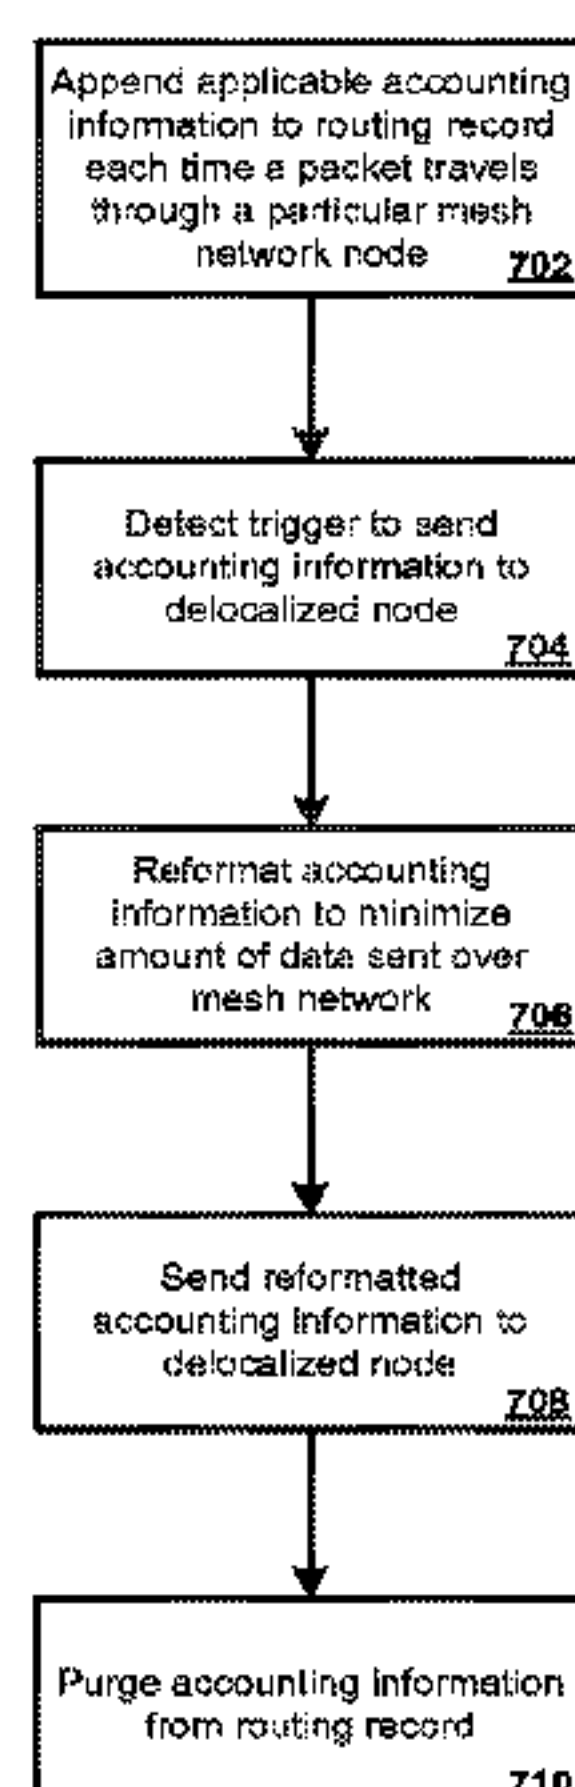 Append applicable accounting
information to routing record
each time a packet travels
through a particular mesh
network node
702
Detect trigger to send
accounting information to
delocalized node
704
Reformat accounting
information to minimize
amount of data sent over
mesh network
706
Send reformatted
accounting information to
delocalized node
708
Purge accounting information
from routing record
710